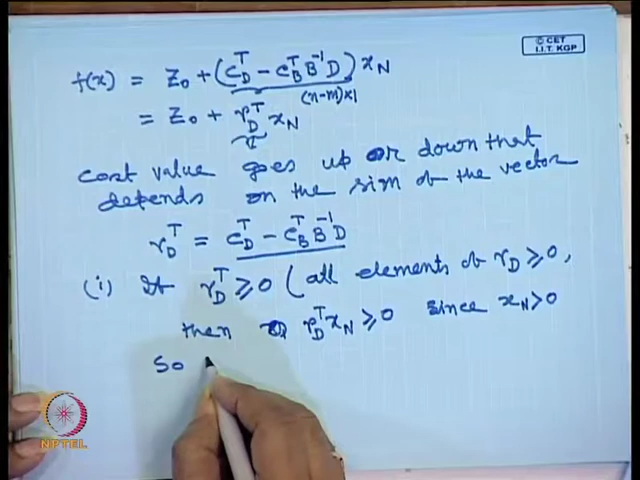 © CET
I.I.T. KGP
f(x) = Z₀ + (C_D^T - C_B^T B^-1 D) x_N
(n-m)×1
= Z₀ + r_D^T x_N
cost value goes up or down that
depends on the sign of the vector
r_D^T = C_D^T - C_B^T B^-1 D
(i) If r_D^T ≥ 0 (all elements of r_D ≥ 0,
then r_D^T x_N ≥ 0 since x_N > 0
So
NPTEL